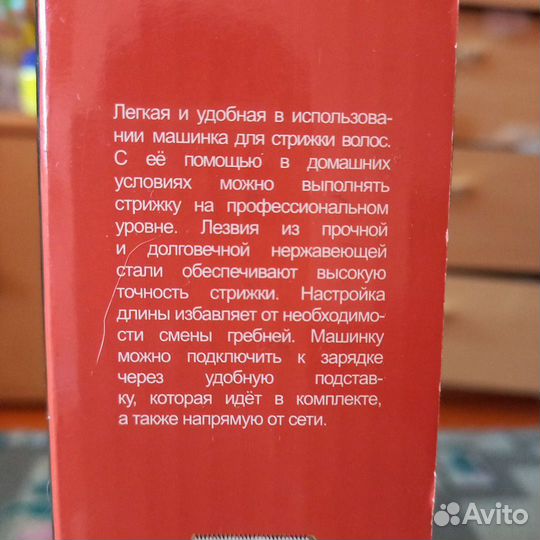 Легкая и удобная в использова-
нии машинка для стрижки волос.
С её помощью в домашних
условиях можно выполнять
стрижку на профессиональном
уровне. Лезвия из прочной
и долговечной нержавеющей
стали обеспечивают высокую
точность стрижки. Настройка
длины избавляет от необходимо-
сти смены гребней. Машинку
можно подключить к зарядке
через удобную подстав-
ку, которая идёт в комплекте,
а также напрямую от сети.
Avito